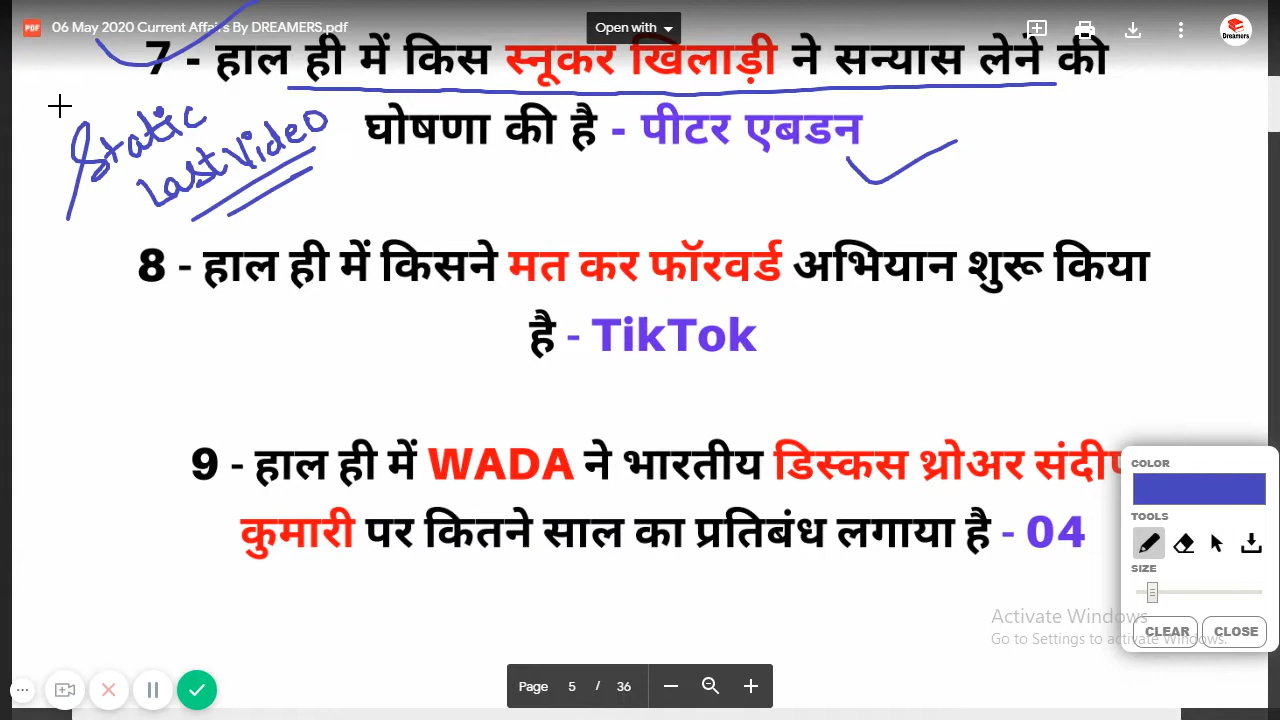 06 May 2020 Current Affairs By DREAMERS.pdf
Open with
Dreamers
7 - हाल ही में किस स्नूकर खिलाड़ी ने सन्यास लेने की
घोषणा की है - पीटर एबडन
Static
Last Video
8 - हाल ही में किसने मत कर फॉरवर्ड अभियान शुरू किया
है - TikTok
9 - हाल ही में WADA ने भारतीय डिस्कस थ्रोअर संदीप
कुमारी पर कितने साल का प्रतिबंध लगाया है - 04
COLOR
TOOLS
SIZE
CLEAR CLOSE
Activate Windows
Go to Settings to activate Windows.
Page 5 / 36